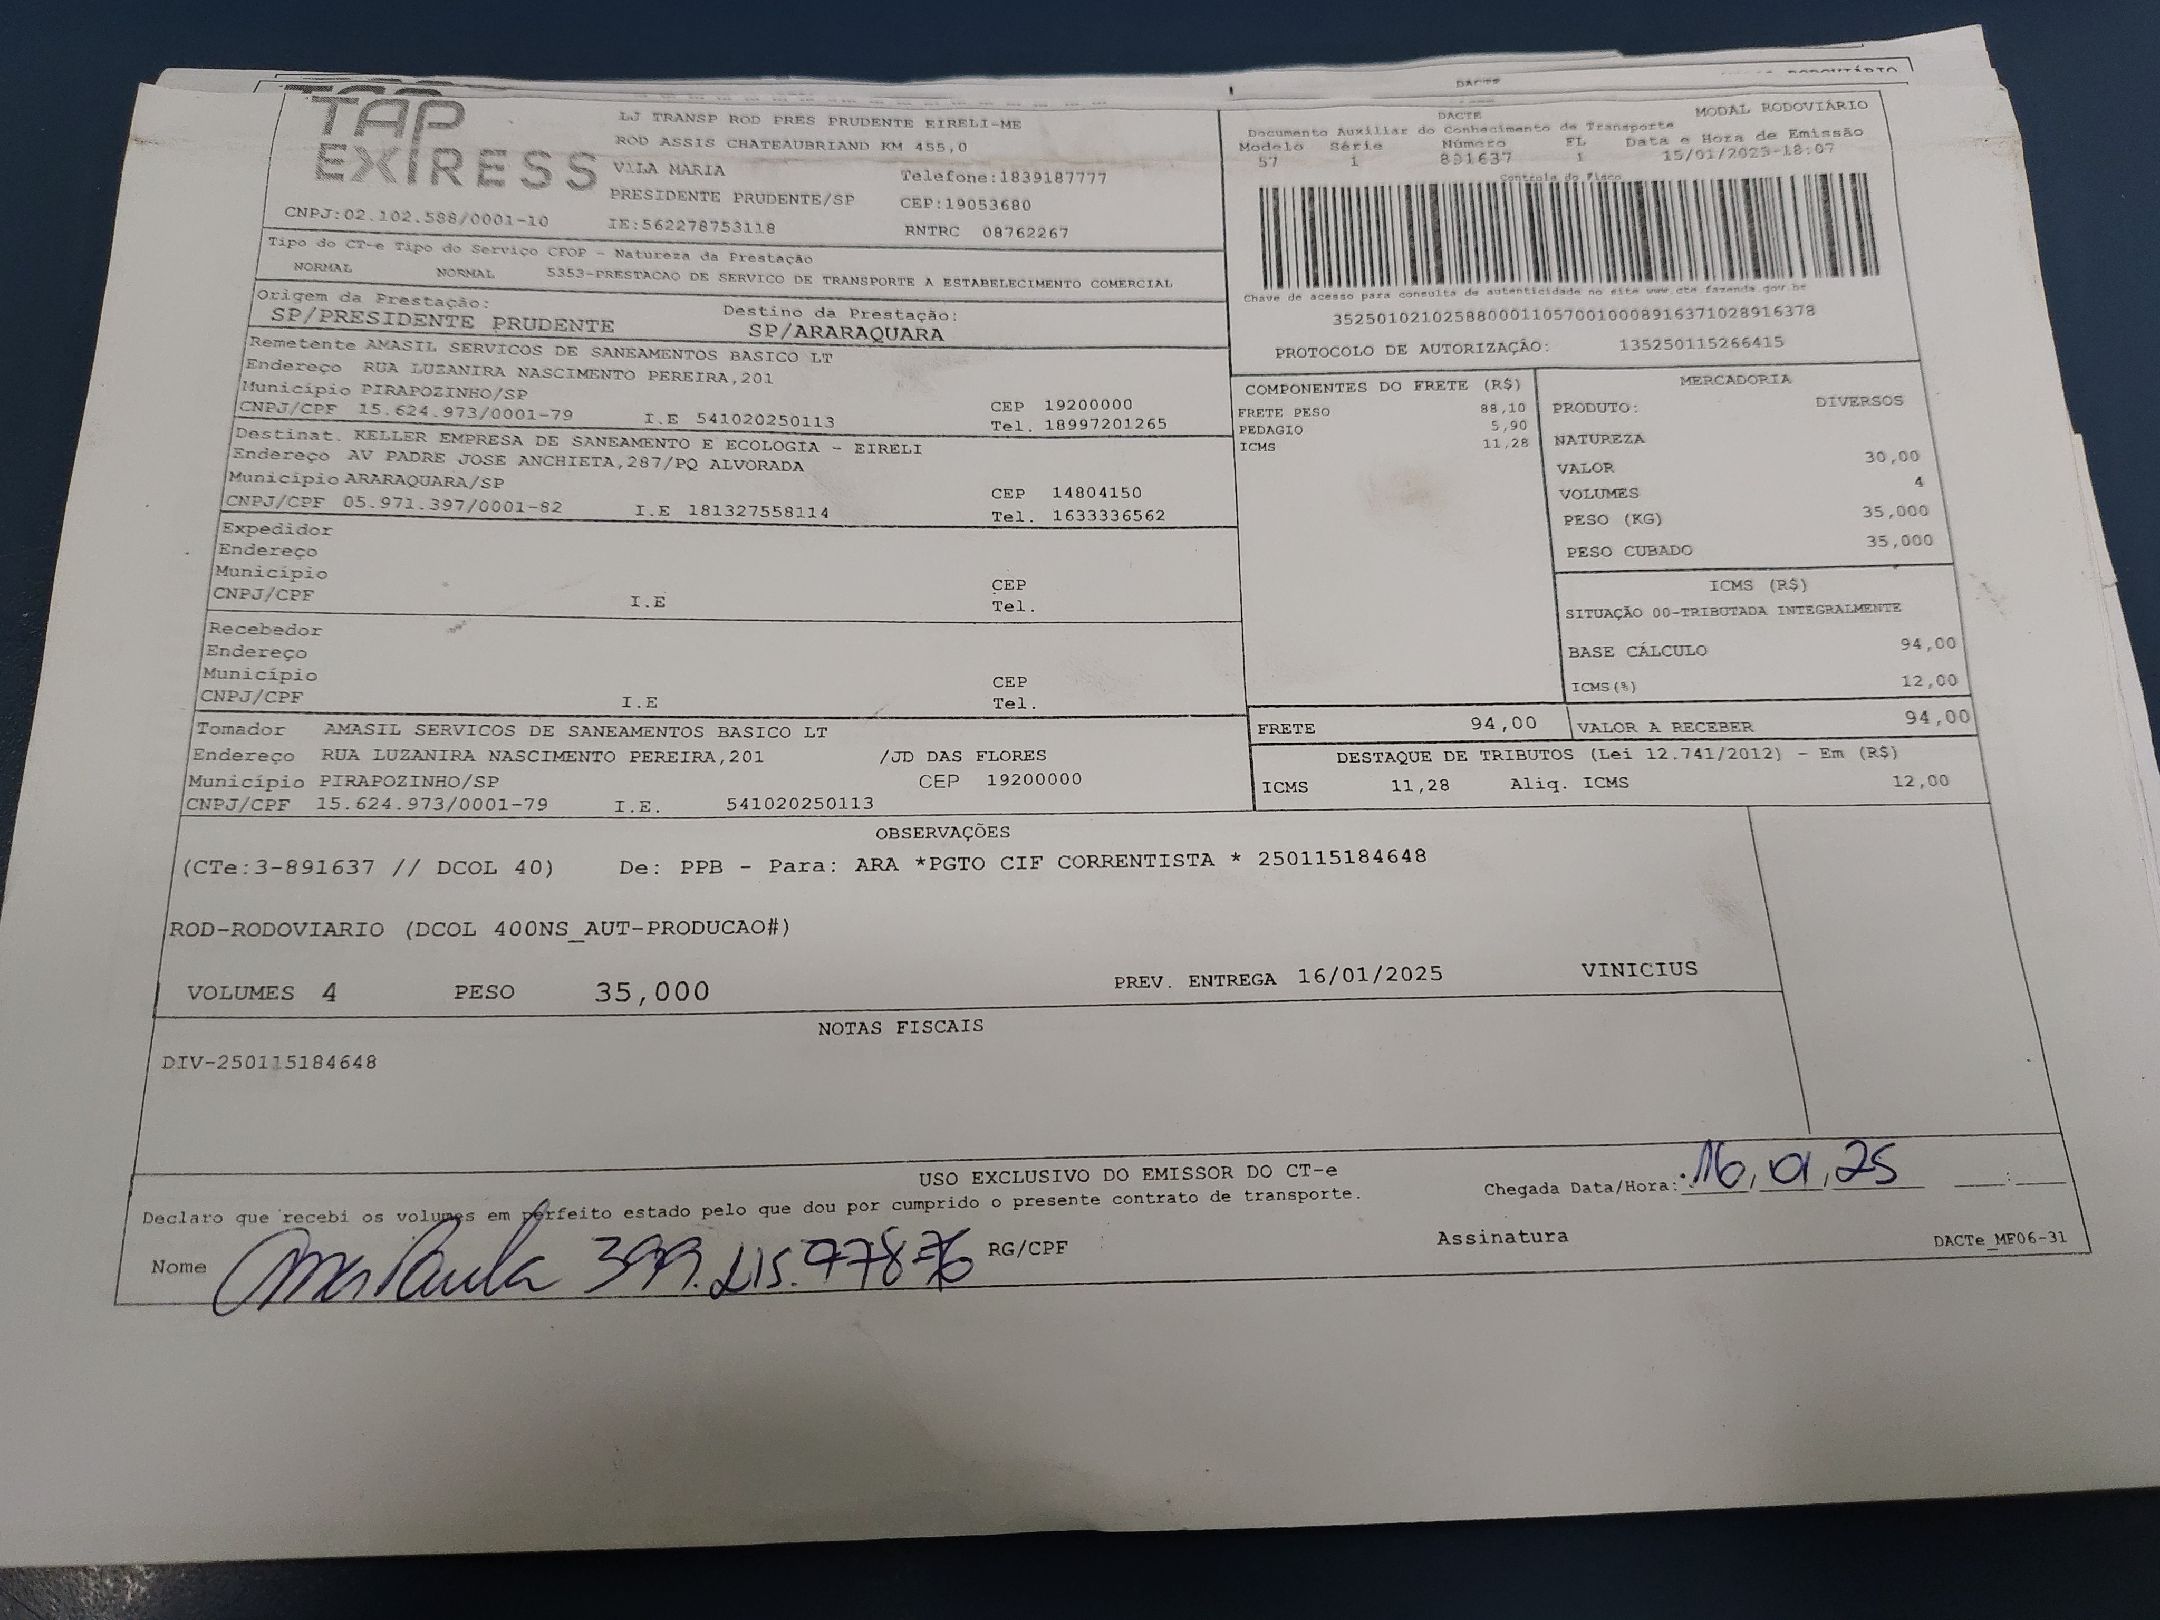 DACTE
TAP EXPRESS
LJ TRANSP ROD PRES PRUDENTE EIRELI-ME
ROD ASSIS CHATEAUBRIAND KM 455,0
VILA MARIA
Telefone:1839187777
PRESIDENTE PRUDENTE/SP CEP:19053680
CNPJ:02.102.588/0001-10 IE:562278753118 RNTRC 08762267
DACTE MODAL RODOVIÁRIO
Documento Auxiliar do Conhecimento de Transporte
Modelo Série Número FL Data e Hora de Emissão
57 1 891637 1 15/01/2025-18:07
Controle do Fisco
Chave de acesso para consulta de autenticidade no site www.cte.fazenda.gov.br
35250102102588000110570010008916371028916378
PROTOCOLO DE AUTORIZAÇÃO: 135250115266415
Tipo do CT-e Tipo do Serviço CFOP - Natureza da Prestação
NORMAL NORMAL 5353-PRESTACAO DE SERVICO DE TRANSPORTE A ESTABELECIMENTO COMERCIAL
Origem da Prestação: Destino da Prestação:
SP/PRESIDENTE PRUDENTE SP/ARARAQUARA
Remetente AMASIL SERVICOS DE SANEAMENTOS BASICO LT
Endereço RUA LUZANIRA NASCIMENTO PEREIRA,201
Município PIRAPOZINHO/SP CEP 19200000
CNPJ/CPF 15.624.973/0001-79 I.E 541020250113 Tel. 18997201265
Destinat. KELLER EMPRESA DE SANEAMENTO E ECOLOGIA - EIRELI
Endereço AV PADRE JOSE ANCHIETA,287/PQ ALVORADA
Município ARARAQUARA/SP CEP 14804150
CNPJ/CPF 05.971.397/0001-82 I.E 181327558114 Tel. 1633336562
Expedidor
Endereço
Município CEP
CNPJ/CPF I.E Tel.
Recebedor
Endereço
Município CEP
CNPJ/CPF I.E Tel.
Tomador AMASIL SERVICOS DE SANEAMENTOS BASICO LT
Endereço RUA LUZANIRA NASCIMENTO PEREIRA,201 /JD DAS FLORES
Município PIRAPOZINHO/SP CEP 19200000
CNPJ/CPF 15.624.973/0001-79 I.E. 541020250113
COMPONENTES DO FRETE (R$)
FRETE PESO 88,10
PEDAGIO 5,90
ICMS 11,28
MERCADORIA
PRODUTO: DIVERSOS
NATUREZA
VALOR 30,00
VOLUMES 4
PESO (KG) 35,000
PESO CUBADO 35,000
ICMS (R$)
SITUAÇÃO 00-TRIBUTADA INTEGRALMENTE
BASE CÁLCULO 94,00
ICMS(%) 12,00
FRETE 94,00 VALOR A RECEBER 94,00
DESTAQUE DE TRIBUTOS (Lei 12.741/2012) - Em (R$)
ICMS 11,28 Aliq. ICMS 12,00
OBSERVAÇÕES
(CTe:3-891637 // DCOL 40) De: PPB - Para: ARA *PGTO CIF CORRENTISTA * 250115184648
ROD-RODOVIARIO (DCOL 400NS_AUT-PRODUCAO#)
VOLUMES 4 PESO 35,000 PREV. ENTREGA 16/01/2025 VINICIUS
NOTAS FISCAIS
DIV-250115184648
USO EXCLUSIVO DO EMISSOR DO CT-e
Declaro que recebi os volumes em perfeito estado pelo que dou por cumprido o presente contrato de transporte.
Chegada Data/Hora: 16,01,25 :
Nome Ana Paula RG/CPF Assinatura DACTe_MF06-31